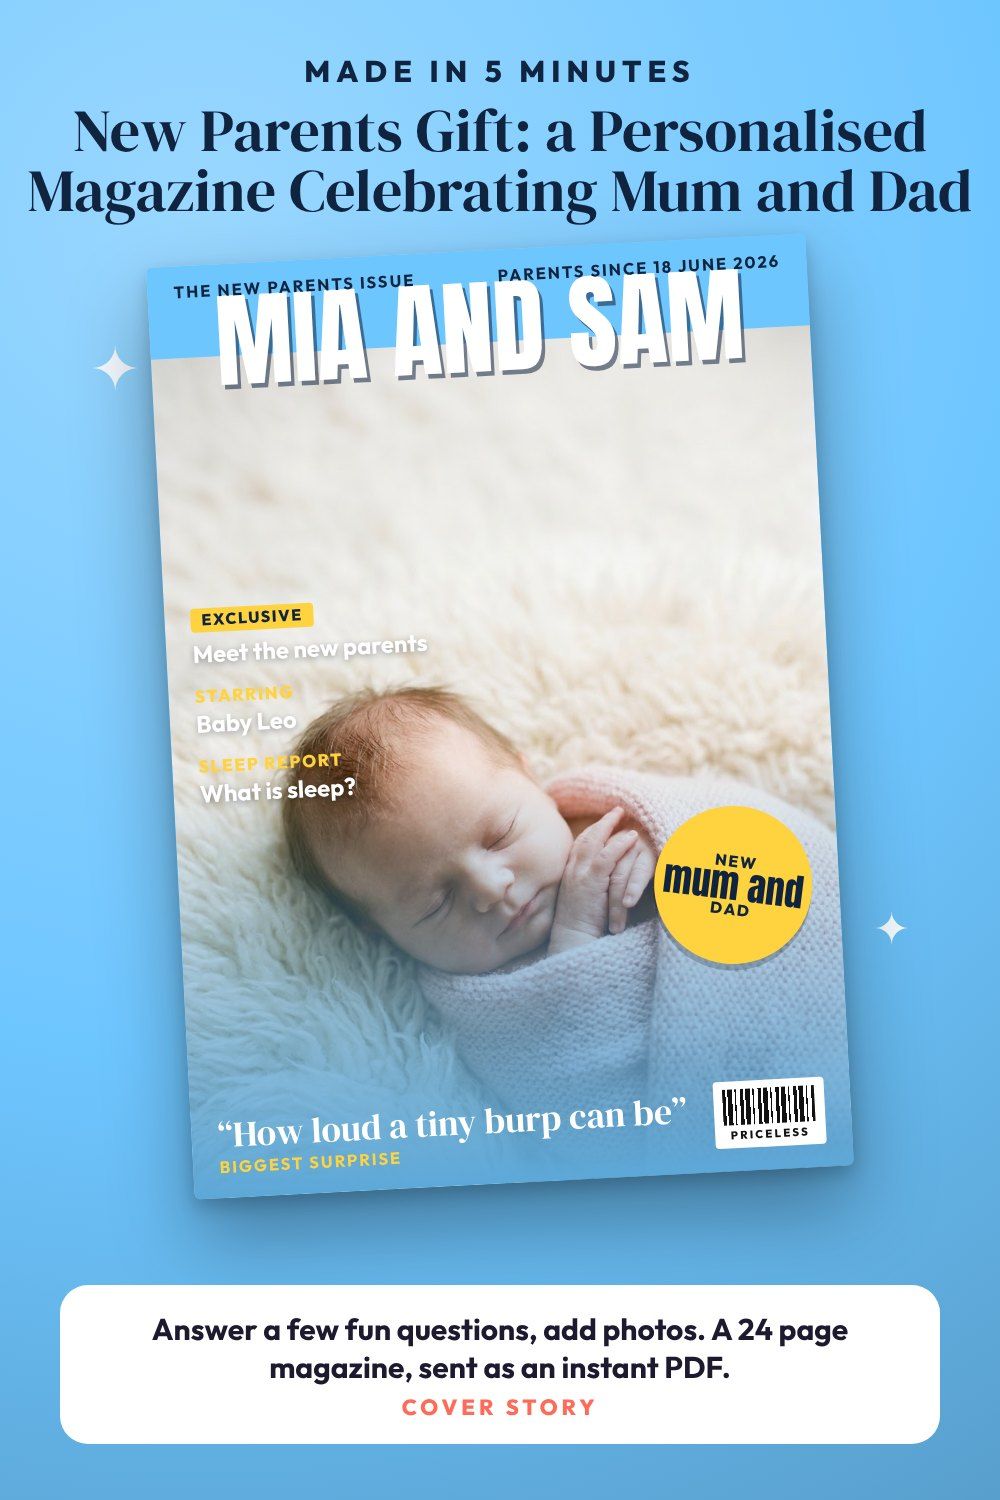 MADE IN 5 MINUTES
New Parents Gift: a Personalised
Magazine Celebrating Mum and Dad
THE NEW PARENTS ISSUE
PARENTS SINCE 18 JUNE 2026
MIA AND SAM
EXCLUSIVE
Meet the new parents
STARRING
Baby Leo
SLEEP REPORT
What is sleep?
NEW
mum and
DAD
“How loud a tiny burp can be”
BIGGEST SURPRISE
PRICELESS
Answer a few fun questions, add photos. A 24 page
magazine, sent as an instant PDF.
COVER STORY